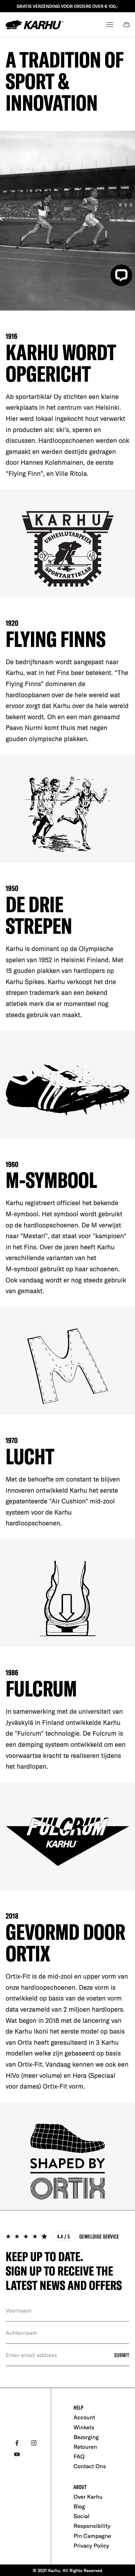 GRATIS VERZENDING VOOR ORDERS OVER € 100,-
KARHU
A TRADITION OF
SPORT &
INNOVATION
1916
KARHU WORDT
OPGERICHT
Ab sportartiklar Oy stichten een kleine
werkplaats in het centrum van Helsinki.
Hier werd lokaal ingekocht hout verwerkt
in producten als: ski's, speren en
discussen. Hardloopschoenen werden ook
gemaakt en werden destijds gedragen
door Hannes Kolehmainen, de eerste
"Flying Finn", en Ville Ritola.
KARHU
URHEILUTARPEITA
SPORTARTIKLAR
1920
FLYING FINNS
De bedrijfsnaam wordt aangepast naar
Karhu, wat in het Fins beer betekent. "The
Flying Finns" domineren de
hardloopbanen over de hele wereld wat
ervoor zorgt dat Karhu over de hele wereld
bekent wordt. Oh en een man genaamd
Paavo Nurmi komt thuis met negen
gouden olympische plakken.
1950
DE DRIE
STREPEN
Karhu is dominant op de Olympische
spelen van 1952 in Helsinki Finland. Met
15 gouden plakken van hardlopers op
Karhu Spikes. Karhu verkoopt het drie
strepen trademark aan een bekend
atletiek merk die er momenteel nog
steeds gebruik van maakt.
1960
M-SYMBOOL
Karhu registreert officieel het bekende
M-symbool. Het symbool wordt gebruikt
op de hardloopschoenen. De M verwijst
naar "Mestari", dat staat voor "kampioen"
in het Fins. Over de jaren heeft Karhu
verschillende varianten van het
M-symbool gebruikt op haar schoenen.
Ook vandaag wordt er nog steeds gebruik
van gemaakt.
1970
LUCHT
Met de behoefte om constant te blijven
innoveren ontwikkeld Karhu het eerste
gepatenteerde "Air Cushion" mid-zool
systeem voor de Karhu
hardloopschoenen.
1986
FULCRUM
In samenwerking met de universiteit van
Jyväskylä in Finland ontwikkelde Karhu
de "Fulcrum" technologie. De Fulcrum is
een demping systeem ontwikkeld om een
voorwaartse kracht te realiseren tijdens
het hardlopen.
FULCRUM
KARHU
2018
GEVORMD DOOR
ORTIX
Ortix-Fit is de mid-zool en upper vorm van
onze hardloopschoenen. Deze vorm is
ontwikkeld op basis van de voeten vorm
data verzameld van 2 miljoen hardlopers.
Wat begon in 2018 met de lancering van
de Karhu Ikoni het eerste model op basis
van Ortix heeft geresulteerd in 3 Karhu
modellen welke zijn gebaseerd op basis
van Ortix-Fit. Vandaag kennen we ook een
HiVo (meer volume) en Hera (Speciaal
voor dames) Ortix-Fit vorm.
SHAPED BY
ORTIX
4.4 / 5 GEWELDIGE SERVICE
KEEP UP TO DATE.
SIGN UP TO RECEIVE THE
LATEST NEWS AND OFFERS
Voornaam
Achternaam
Enter email address SUBMIT
HELP
Account
Winkels
Bezorging
Retouren
FAQ
Contact Ons
ABOUT
Over Karhu
Blog
Social
Responsibility
Pin Campagne
Privacy Policy
© 2021 Karhu. All Rights Reserved